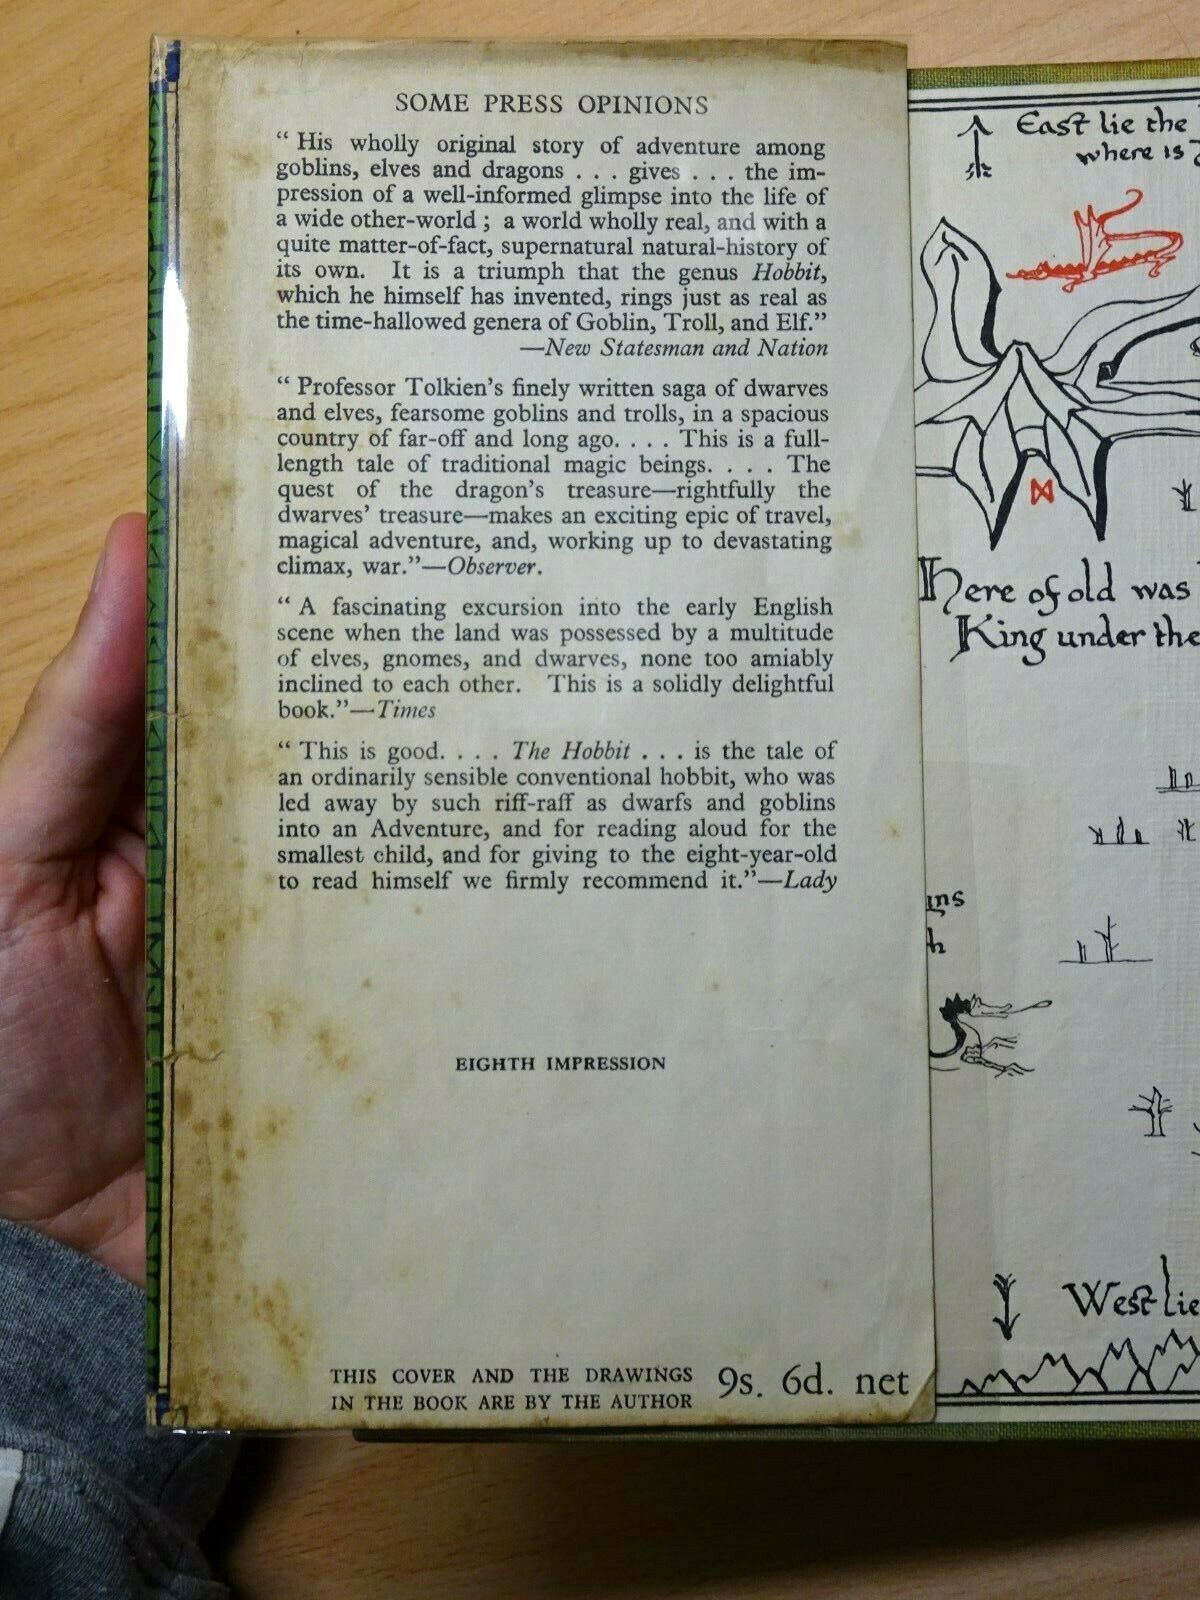 SOME PRESS OPINIONS
“ His wholly original story of adventure among
goblins, elves and dragons . . . gives . . . the im-
pression of a well-informed glimpse into the life of
a wide other-world ; a world wholly real, and with a
quite matter-of-fact, supernatural natural-history of
its own. It is a triumph that the genus Hobbit,
which he himself has invented, rings just as real as
the time-hallowed genera of Goblin, Troll, and Elf.”
—New Statesman and Nation
“ Professor Tolkien’s finely written saga of dwarves
and elves, fearsome goblins and trolls, in a spacious
country of far-off and long ago. . . . This is a full-
length tale of traditional magic beings. . . . The
quest of the dragon’s treasure—rightfully the
dwarves’ treasure—makes an exciting epic of travel,
magical adventure, and, working up to devastating
climax, war.”—Observer.
“ A fascinating excursion into the early English
scene when the land was possessed by a multitude
of elves, gnomes, and dwarves, none too amiably
inclined to each other. This is a solidly delightful
book.”—Times
“ This is good. . . . The Hobbit . . . is the tale of
an ordinarily sensible conventional hobbit, who was
led away by such riff-raff as dwarfs and goblins
into an Adventure, and for reading aloud for the
smallest child, and for giving to the eight-year-old
to read himself we firmly recommend it.”—Lady
EIGHTH IMPRESSION
THIS COVER AND THE DRAWINGS
IN THE BOOK ARE BY THE AUTHOR
9s. 6d. net
East lie the
where is
Here of old was
King under the
West lie